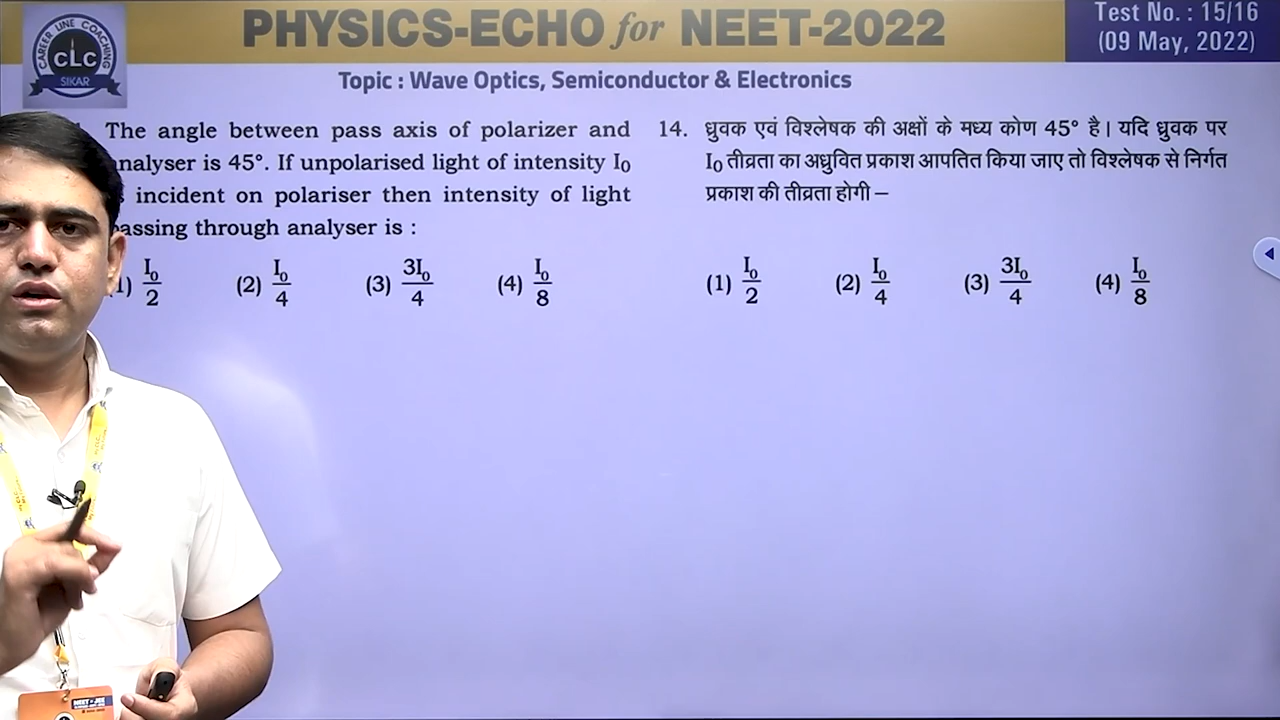 PHYSICS-ECHO for NEET-2022
Test No. : 15/16
(09 May, 2022)
CAREER LINE COACHING
CLC
SIKAR
Topic : Wave Optics, Semiconductor & Electronics
The angle between pass axis of polarizer and
analyser is 45°. If unpolarised light of intensity I₀
incident on polariser then intensity of light
passing through analyser is :
(1) I₀/2 (2) I₀/4 (3) 3I₀/4 (4) I₀/8
14. ध्रुवक एवं विश्लेषक की अक्षों के मध्य कोण 45° है। यदि ध्रुवक पर
I₀ तीव्रता का अध्रुवित प्रकाश आपतित किया जाए तो विश्लेषक से निर्गत
प्रकाश की तीव्रता होगी –
(1) I₀/2 (2) I₀/4 (3) 3I₀/4 (4) I₀/8